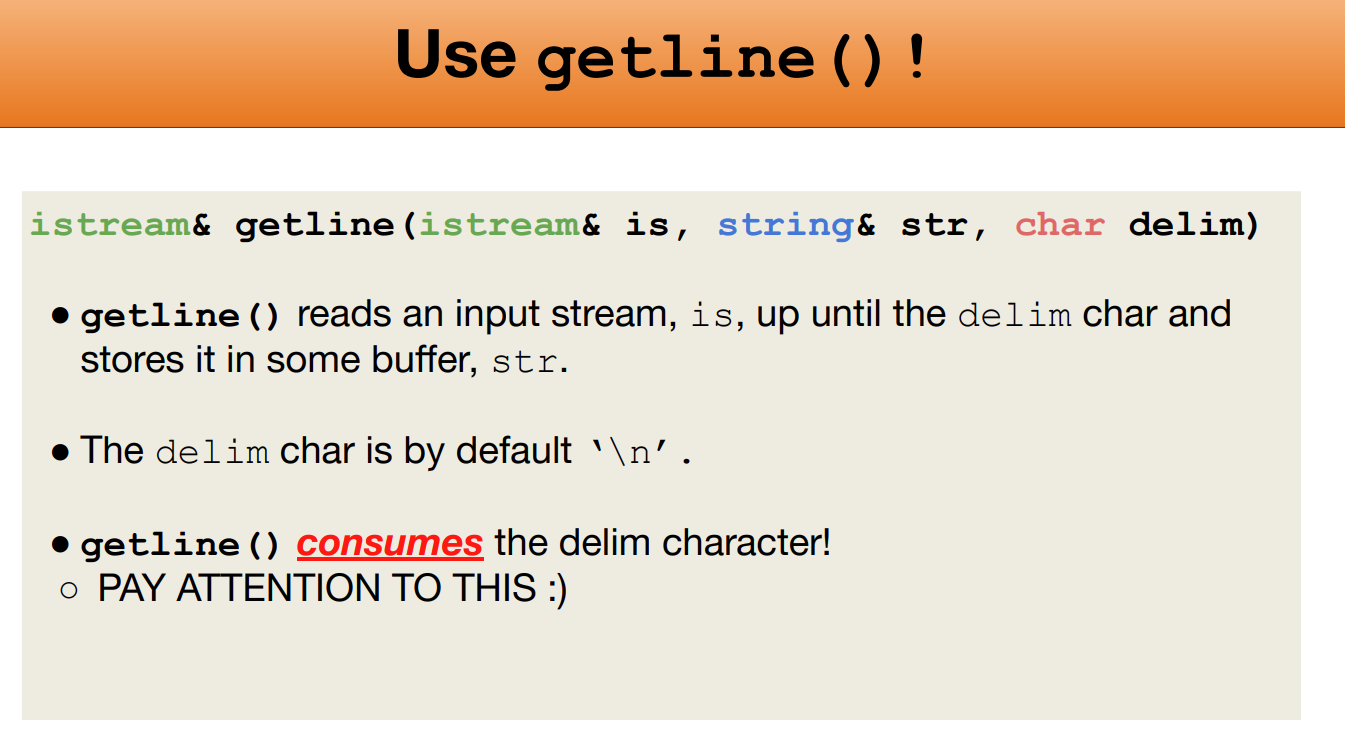 Use getline()!
istream& getline(istream& is, string& str, char delim)
● getline() reads an input stream, is, up until the delim char and
stores it in some buffer, str.
● The delim char is by default ‘\n’.
● getline() consumes the delim character!
○ PAY ATTENTION TO THIS :)